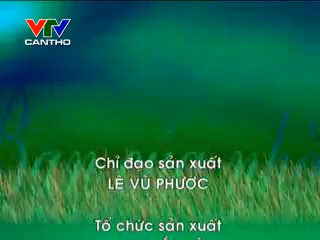 VTV
CANTHO
Chỉ đạo sản xuất
LÊ VŨ PHƯỚC
Tổ chức sản xuất